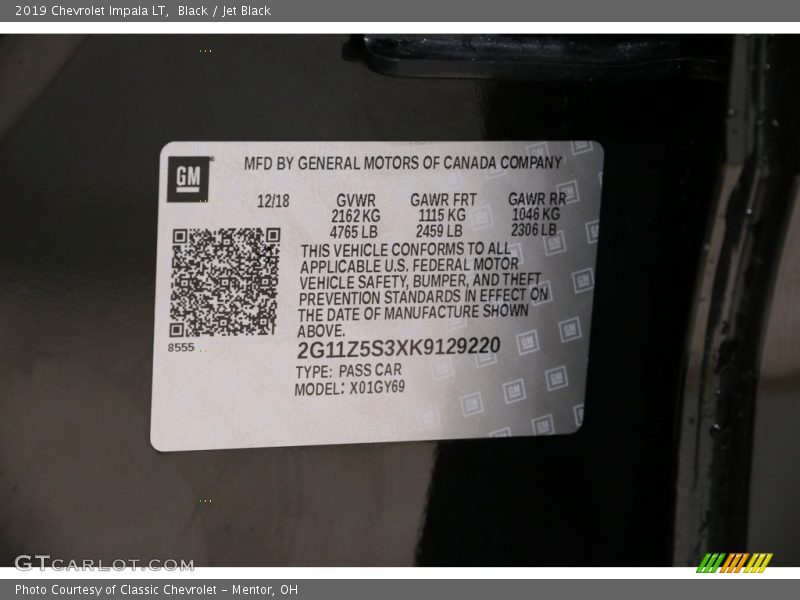 2019 Chevrolet Impala LT, Black / Jet Black
GM
MFD BY GENERAL MOTORS OF CANADA COMPANY
12/18 GVWR GAWR FRT GAWR RR
2162 KG 1115 KG 1046 KG
4765 LB 2459 LB 2306 LB
THIS VEHICLE CONFORMS TO ALL
APPLICABLE U.S. FEDERAL MOTOR
VEHICLE SAFETY, BUMPER, AND THEFT
PREVENTION STANDARDS IN EFFECT ON
THE DATE OF MANUFACTURE SHOWN
ABOVE.
8555
2G11Z5S3XK9129220
TYPE: PASS CAR
MODEL: X01GY69
GTCARLOT.COM
Photo Courtesy of Classic Chevrolet - Mentor, OH